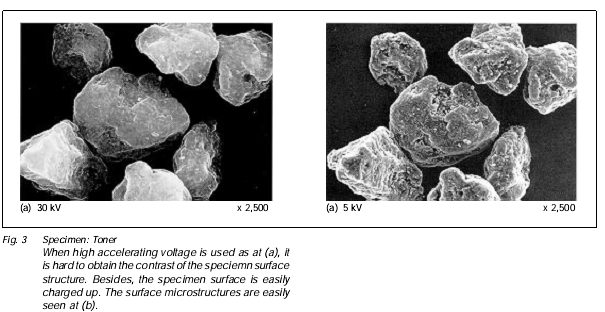 (a) 30 kV x 2,500
(a) 5 kV x 2,500
Fig. 3 Specimen: Toner
When high accelerating voltage is used as at (a), it
is hard to obtain the contrast of the speciemn surface
structure. Besides, the specimen surface is easily
charged up. The surface microstructures are easily
seen at (b).